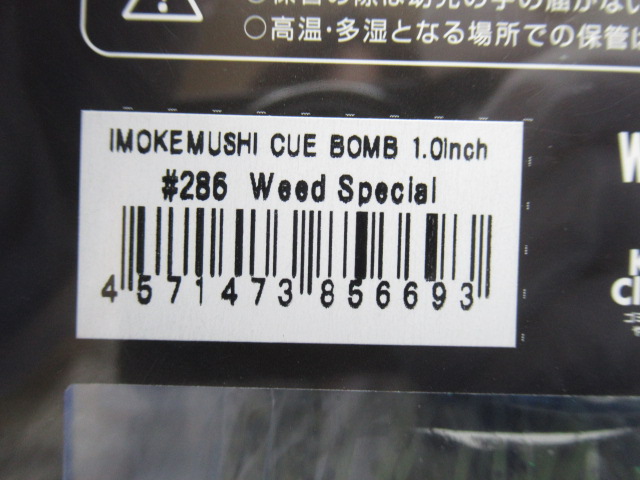 ○高温・多湿となる場所での保管は
IMOKEMUSHI CUE BOMB 1.0inch
#286 Weed Special
4 571473 856693